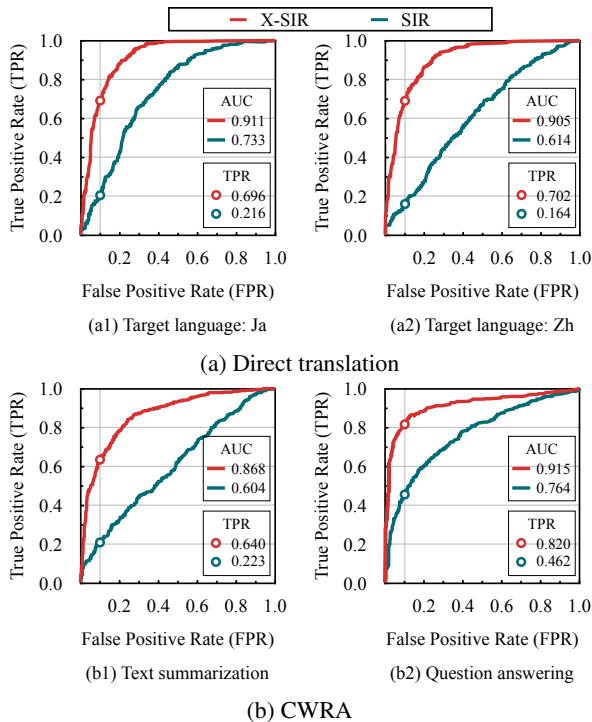 X-SIR SIR
True Positive Rate (TPR)
1.0
0.8
0.6
0.4
0.2
0.0
AUC
0.911
0.733
TPR
0.696
0.216
0.2 0.4 0.6 0.8 1.0
False Positive Rate (FPR)
(a1) Target language: Ja
True Positive Rate (TPR)
1.0
0.8
0.6
0.4
0.2
0.0
AUC
0.905
0.614
TPR
0.702
0.164
0.2 0.4 0.6 0.8 1.0
False Positive Rate (FPR)
(a2) Target language: Zh
(a) Direct translation
True Positive Rate (TPR)
1.0
0.8
0.6
0.4
0.2
0.0
AUC
0.868
0.604
TPR
0.640
0.223
0.2 0.4 0.6 0.8 1.0
False Positive Rate (FPR)
(b1) Text summarization
True Positive Rate (TPR)
1.0
0.8
0.6
0.4
0.2
0.0
AUC
0.915
0.764
TPR
0.820
0.462
0.2 0.4 0.6 0.8 1.0
False Positive Rate (FPR)
(b2) Question answering
(b) CWRA